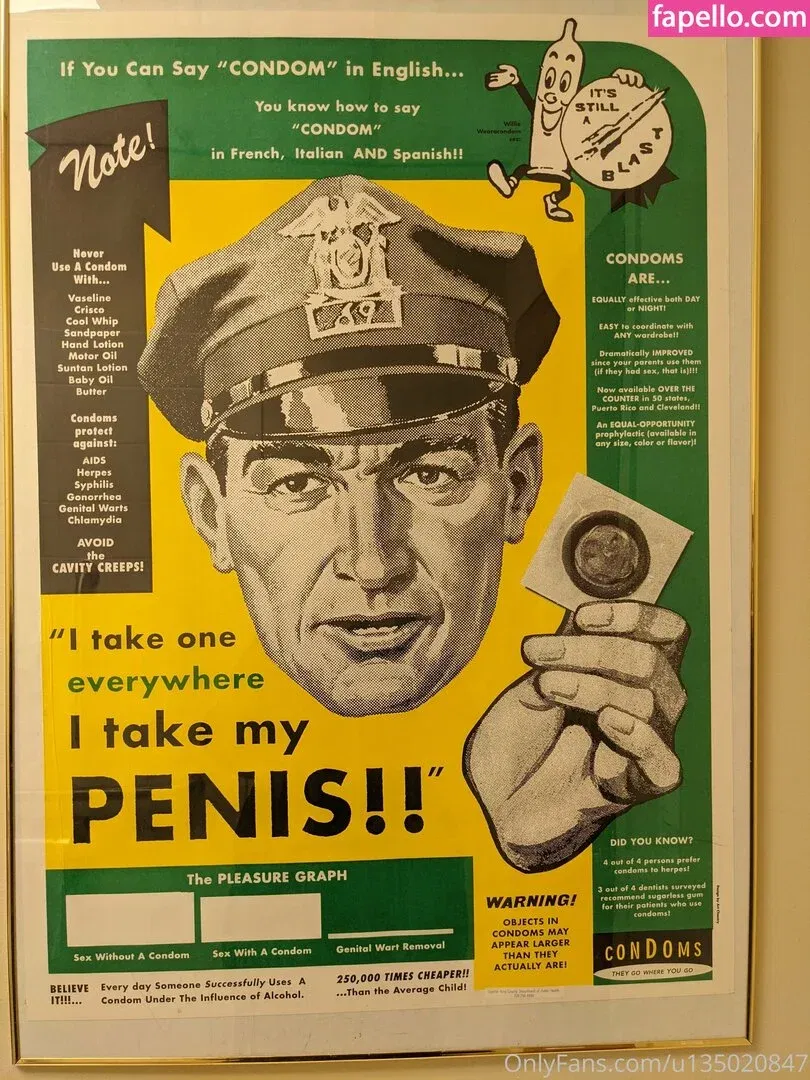 fapello.com
If You Can Say "CONDOM" in English...
You know how to say
"CONDOM"
in French, Italian AND Spanish!!
Willie
IT'S
STILL
A
BLAST
Note!
Never
Use A Condom
With...
Vaseline
Crisco
Cool Whip
Sandpaper
Hand Lotion
Motor Oil
Suntan Lotion
Baby Oil
Butter
Condoms
protect
against:
AIDS
Herpes
Syphilis
Gonorrhea
Genital Warts
Chlamydia
AVOID
the
CAVITY CREEPS!
69
CONDOMS
ARE...
EQUALLY effective both DAY
or NIGHT!
EASY to coordinate with
ANY wardrobe!!
Dramatically IMPROVED
since your parents use them
(if they had sex, that is)!!!
Now available OVER THE
COUNTER in 50 states,
Puerto Rico and Cleveland!!
An EQUAL-OPPORTUNITY
prophylactic (available in
any size, color or flavor)!
"I take one
everywhere
I take my
PENIS!!"
The PLEASURE GRAPH
Sex Without A Condom
Sex With A Condom
Genital Wart Removal
BELIEVE
IT!!!...
Every day Someone Successfully Uses A
Condom Under The Influence of Alcohol.
250,000 TIMES CHEAPER!!
...Than the Average Child!
WARNING!
OBJECTS IN
CONDOMS MAY
APPEAR LARGER
THAN THEY
ACTUALLY ARE!
DID YOU KNOW?
4 out of 4 persons prefer
condoms to herpes!
3 out of 4 dentists surveyed
recommend sugarless gum
for their patients who use
condoms!
Design by Art Chantry
CONDOMS
THEY GO WHERE YOU GO
OnlyFans.com/u135020847